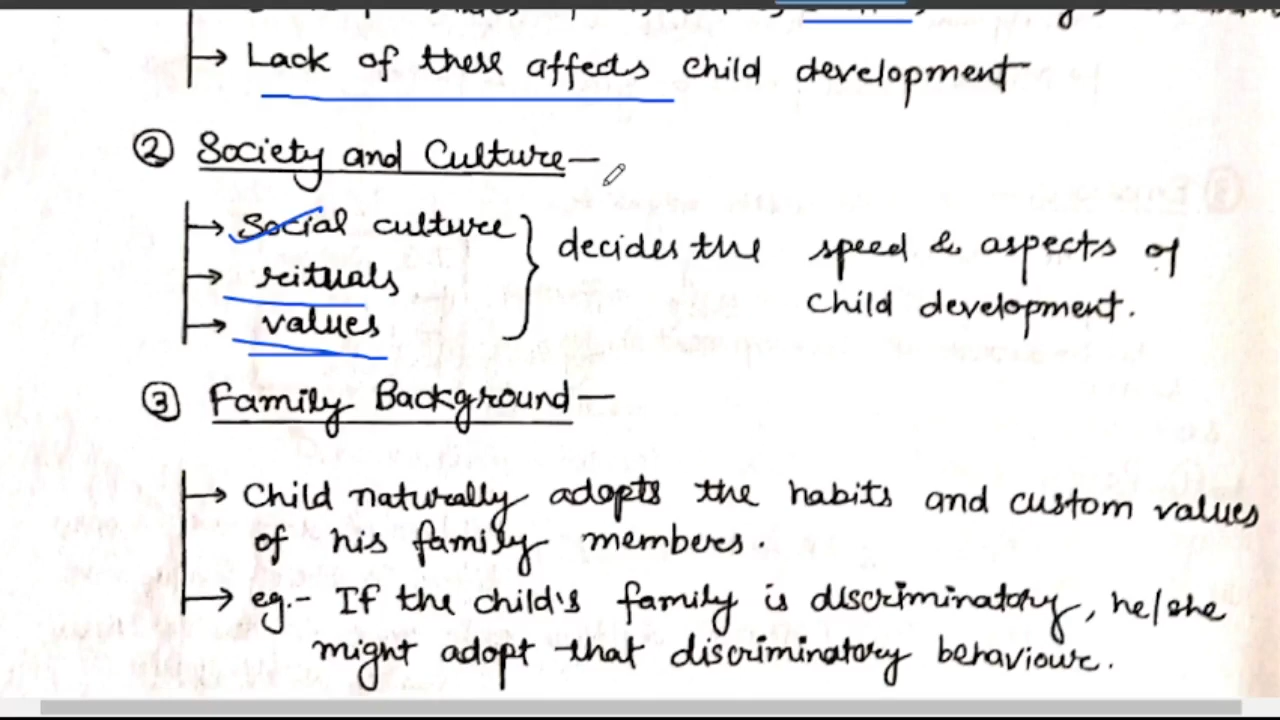 → Lack of these affects child development
② Society and Culture—
→ Social culture
→ rituals
→ values
} decides the speed & aspects of
child development.
③ Family Background—
→ Child naturally adopts the habits and custom values
of his family members.
→ eg.- If the child's family is discriminatory, he/she
might adopt that discriminatory behaviour.